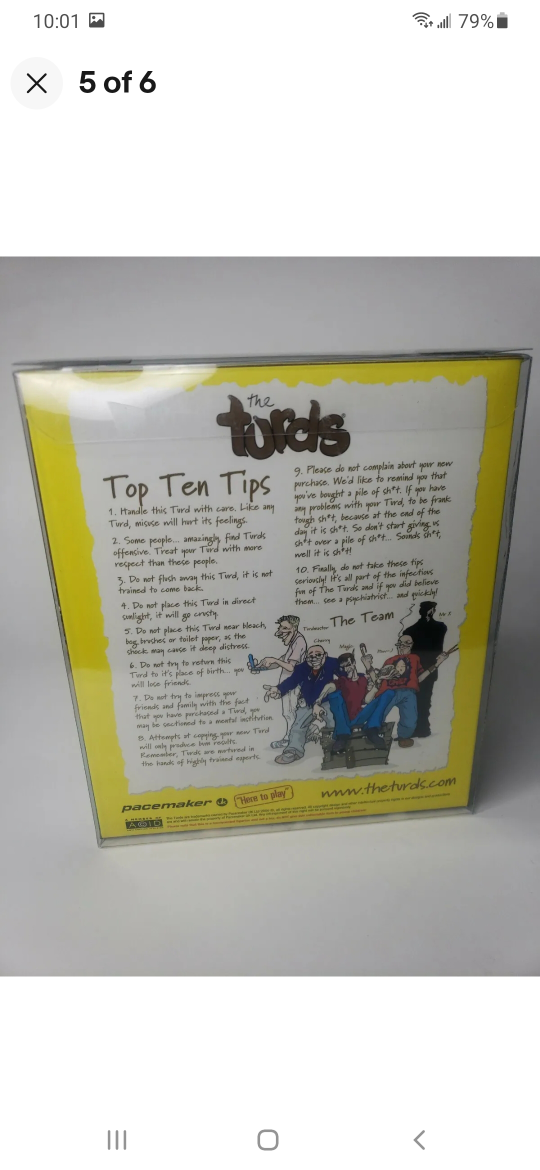 10:01
79%
5 of 6
the
turds
Top Ten Tips
1. Handle this Turd with care. Like any
Turd, misuse will hurt its feelings.
2. Some people... amazingly, find Turds
offensive. Treat your Turd with more
respect than these people.
3. Do not flush away this Turd, it is not
trained to come back.
4. Do not place this Turd in direct
sunlight, it will go crusty.
5. Do not place this Turd near bleach,
bog brushes or toilet paper, as the
shock may cause it deep distress.
6. Do not try to return this
Turd to it's place of birth... you
will lose friends.
7. Do not try to impress your
friends and family with the fact
that you have purchased a Turd, you
may be sectioned to a mental institution.
8. Attempts at copying your new Turd
will only produce bum results.
Remember, Turds are nurtured in
the hands of highly trained experts.
9. Please do not complain about your new
purchase. We'd like to remind you that
you've bought a pile of sh*t. If you have
any problems with your Turd, to be frank
tough sh*t, because at the end of the
day it is sh*t. So don't start giving us
sh*t over a pile of sh*t... Sounds sh*t,
well it is sh*t!
10. Finally, do not take these tips
seriously! It's all part of the infectious
fun of The Turds and if you did believe
them... see a psychiatrist... and quickly!
The Team
Turdmaster
Cherry
Magic
pacemaker
"Here to play"
www.theturds.com
A MEMBER OF